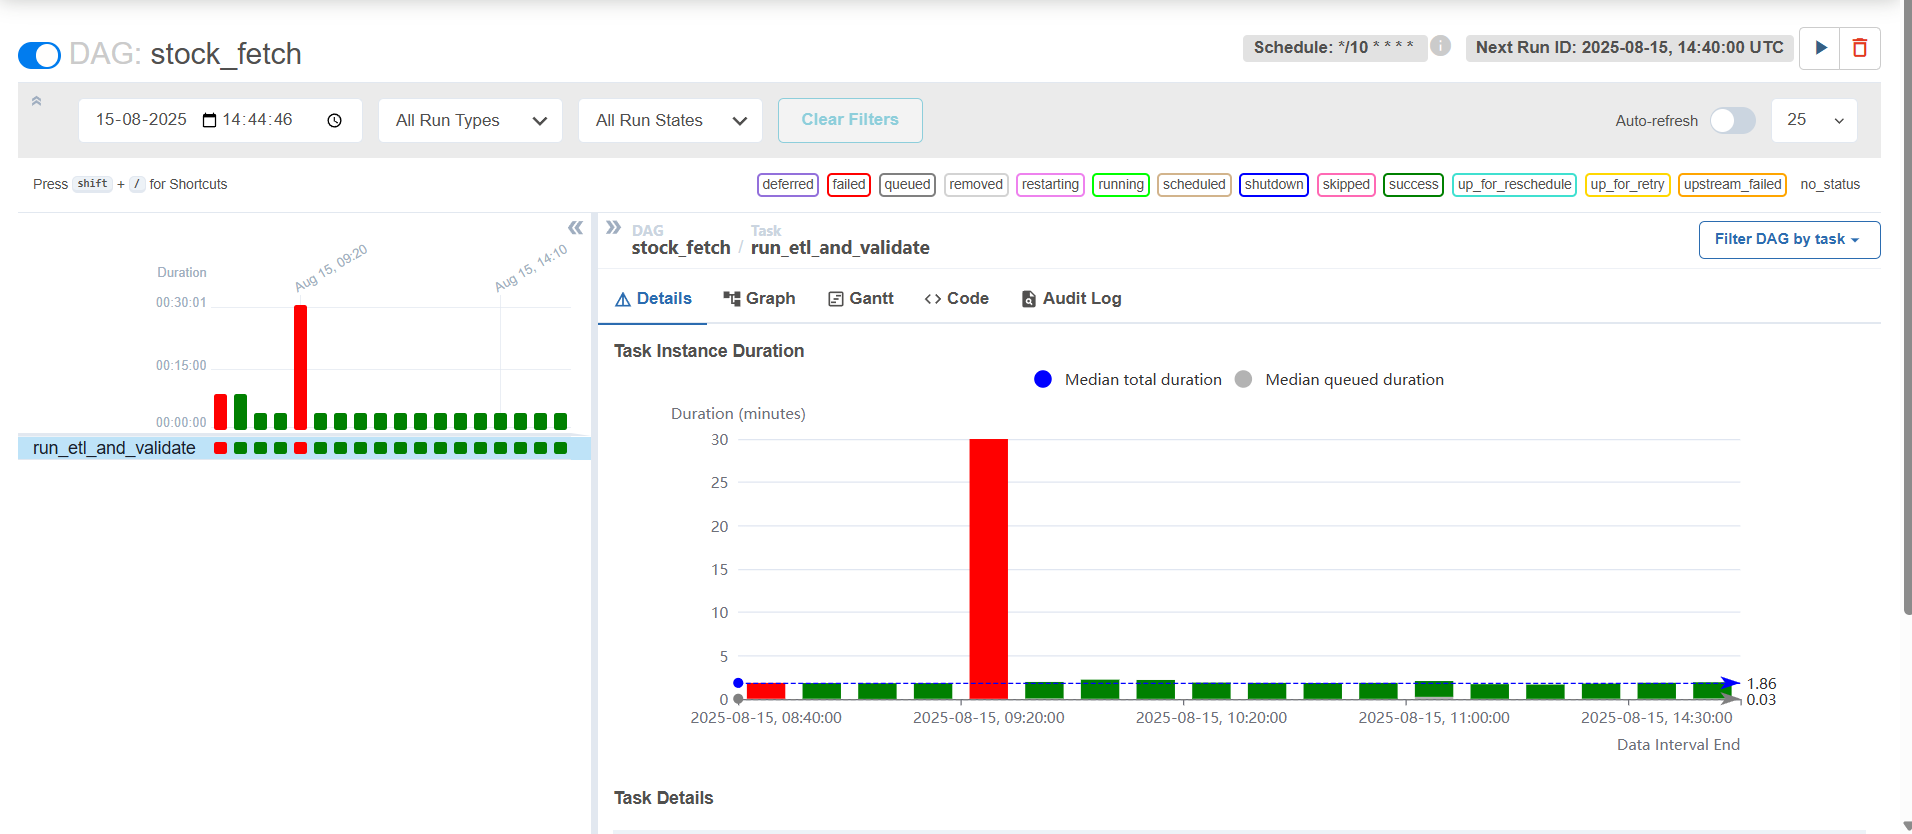 DAG: stock_fetch
Schedule: */10 * * * *
i
Next Run ID: 2025-08-15, 14:40:00 UTC
15-08-2025 14:44:46
All Run Types
All Run States
Clear Filters
Auto-refresh
25
Press shift + / for Shortcuts
deferred
failed
queued
removed
restarting
running
scheduled
shutdown
skipped
success
up_for_reschedule
up_for_retry
upstream_failed
no_status
Duration
Aug 15, 09:20
Aug 15, 14:10
00:30:01
00:15:00
00:00:00
run_etl_and_validate
DAG
stock_fetch
/
Task
run_etl_and_validate
Filter DAG by task
Details
Graph
Gantt
Code
Audit Log
Task Instance Duration
Median total duration
Median queued duration
Duration (minutes)
30
25
20
15
10
5
0
1.86
0.03
2025-08-15, 08:40:00
2025-08-15, 09:20:00
2025-08-15, 10:20:00
2025-08-15, 11:00:00
2025-08-15, 14:30:00
Data Interval End
Task Details